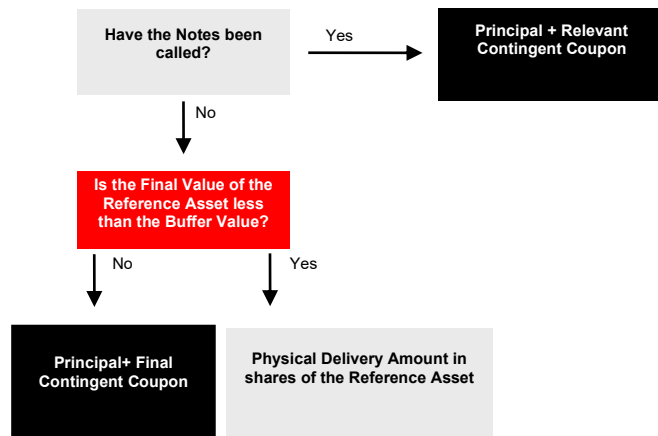 Have the Notes been
called?
Yes
Principal + Relevant
Contingent Coupon
No
Is the Final Value of the
Reference Asset less
than the Buffer Value?
No
Yes
Principal+ Final
Contingent Coupon
Physical Delivery Amount in
shares of the Reference Asset